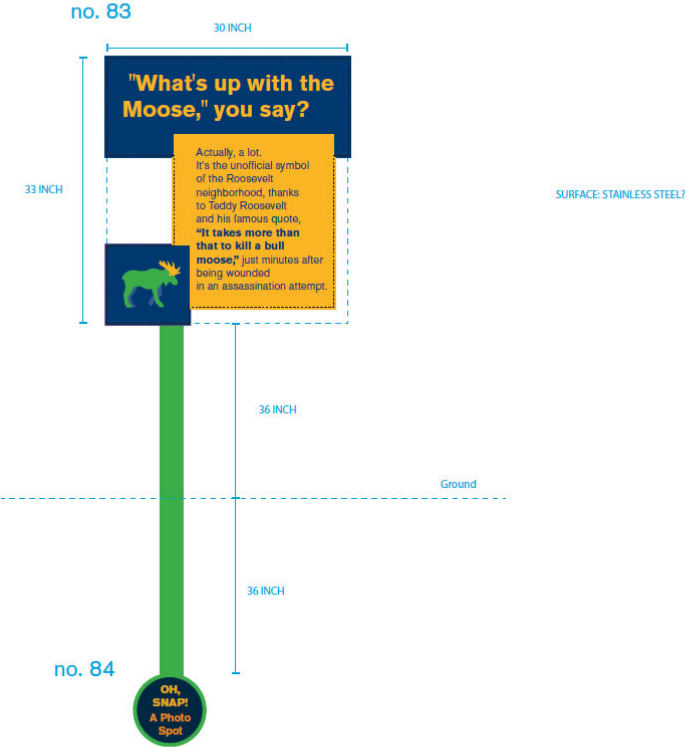 no. 83
30 INCH
"What's up with the
Moose," you say?
33 INCH
Actually, a lot.
It's the unofficial symbol
of the Roosevelt
neighborhood, thanks
to Teddy Roosevelt
and his famous quote,
“It takes more than
that to kill a bull
moose,” just minutes after
being wounded
in an assassination attempt.
SURFACE: STAINLESS STEEL?
36 INCH
Ground
36 INCH
no. 84
OH,
SNAP!
A Photo
Spot